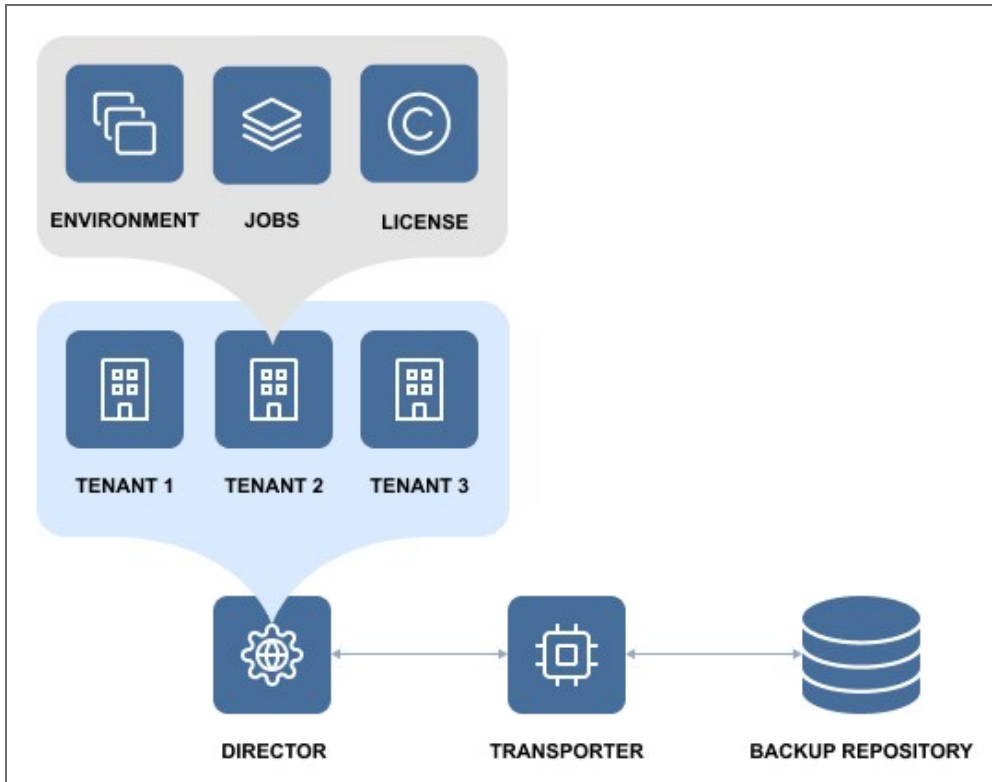 ENVIRONMENT JOBS LICENSE
TENANT 1 TENANT 2 TENANT 3
DIRECTOR TRANSPORTER BACKUP REPOSITORY